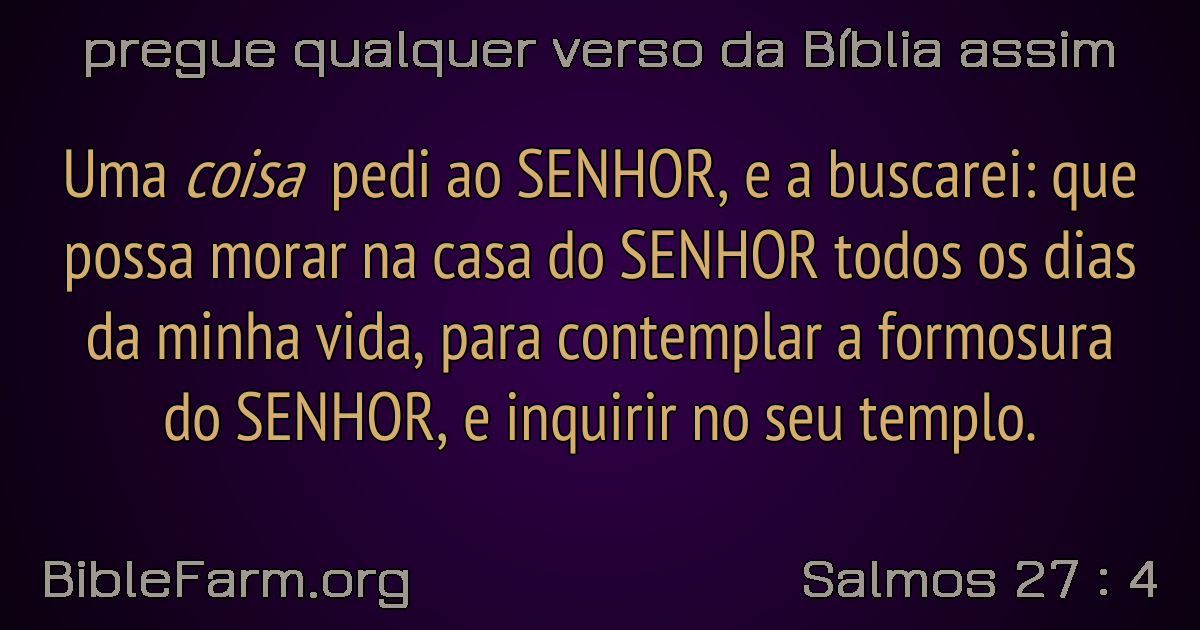 pregue qualquer verso da Bíblia assim
Uma coisa pedi ao SENHOR, e a buscarei: que
possa morar na casa do SENHOR todos os dias
da minha vida, para contemplar a formosura
do SENHOR, e inquirir no seu templo.
BibleFarm.org
Salmos 27 : 4